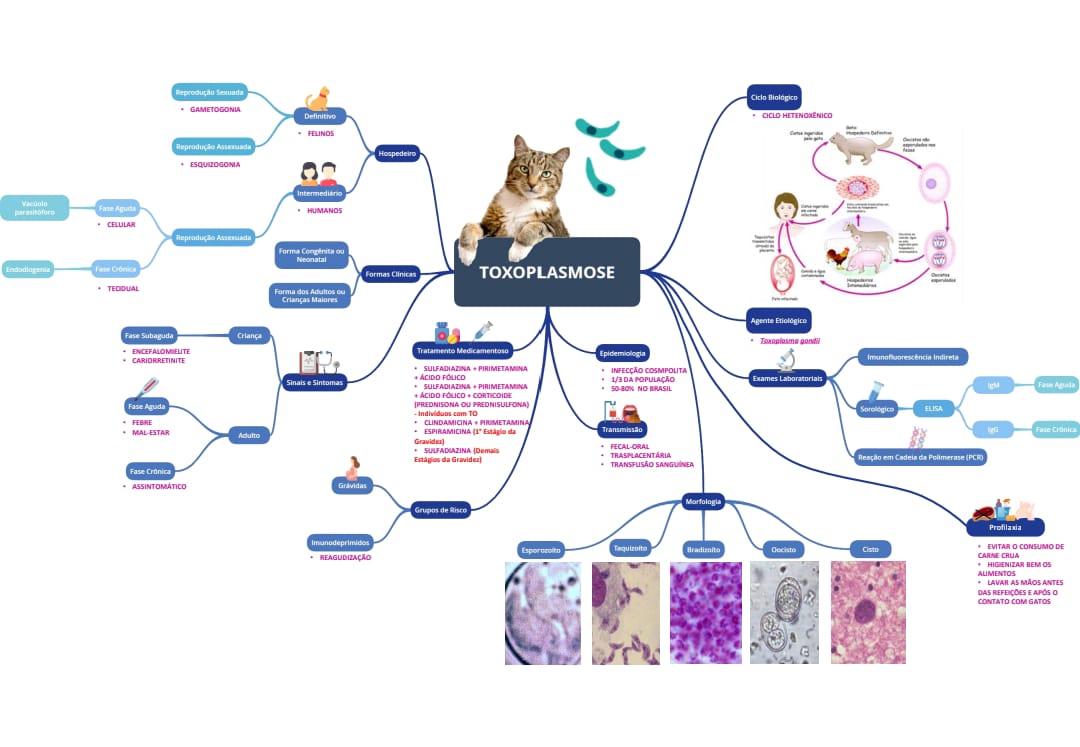 TOXOPLASMOSE
Hospedeiro
Definitivo
• FELINOS
Reprodução Sexuada
• GAMETOGONIA
Reprodução Assexuada
• ESQUIZOGONIA
Intermediário
• HUMANOS
Reprodução Assexuada
Fase Aguda
• CELULAR
Vacúolo
parasitóforo
Fase Crônica
• TECIDUAL
Endodiogenia
Formas Clínicas
Forma Congênita ou
Neonatal
Forma dos Adultos ou
Crianças Maiores
Sinais e Sintomas
Criança
Fase Subaguda
• ENCEFALOMIELITE
• CARIORRETINITE
Adulto
Fase Aguda
• FEBRE
• MAL-ESTAR
Fase Crônica
• ASSINTOMÁTICO
Tratamento Medicamentoso
• SULFADIAZINA + PIRIMETAMINA
+ ÁCIDO FÓLICO
• SULFADIAZINA + PIRIMETAMINA
+ ÁCIDO FÓLICO + CORTICOIDE
(PREDNISONA OU PREDNISULFONA)
- Indivíduos com TO
• CLINDAMICINA + PIRIMETAMINA
• ESPIRAMICINA (1° Estágio da
Gravidez)
• SULFADIAZINA (Demais
Estágios da Gravidez)
Grupos de Risco
Grávidas
Imunodeprimidos
• REAGUDIZAÇÃO
Epidemiologia
• INFECÇÃO COSMPOLITA
• 1/3 DA POPULAÇÃO
• 50-80% NO BRASIL
Transmissão
• FECAL-ORAL
• TRASPLACENTÁRIA
• TRANSFUSÃO SANGUÍNEA
Morfologia
Esporozoíto
Taquizoíto
Bradizoíto
Oocisto
Cisto
Ciclo Biológico
• CICLO HETENOXÊNICO
Gato:
Hospedeiro Definitivo
Cistos ingeridos
pelo gato
Oocistos não
esporulados nas
fezes
Cistos ingeridos
em carne
infectada
Taquizoítos
transmitidos
através da
placenta
Comida e água
contaminados
Hospedeiros
Intermediários
Oocistos
esporulados
Feto infectado
Agente Etiológico
• Toxoplasma gondii
Exames Laboratoriais
Imunofluorescência Indireta
Sorológico
ELISA
IgM
Fase Aguda
IgG
Fase Crônica
Reação em Cadeia da Polimerase (PCR)
Profilaxia
• EVITAR O CONSUMO DE
CARNE CRUA
• HIGIENIZAR BEM OS
ALIMENTOS
• LAVAR AS MÃOS ANTES
DAS REFEIÇÕES E APÓS O
CONTATO COM GATOS